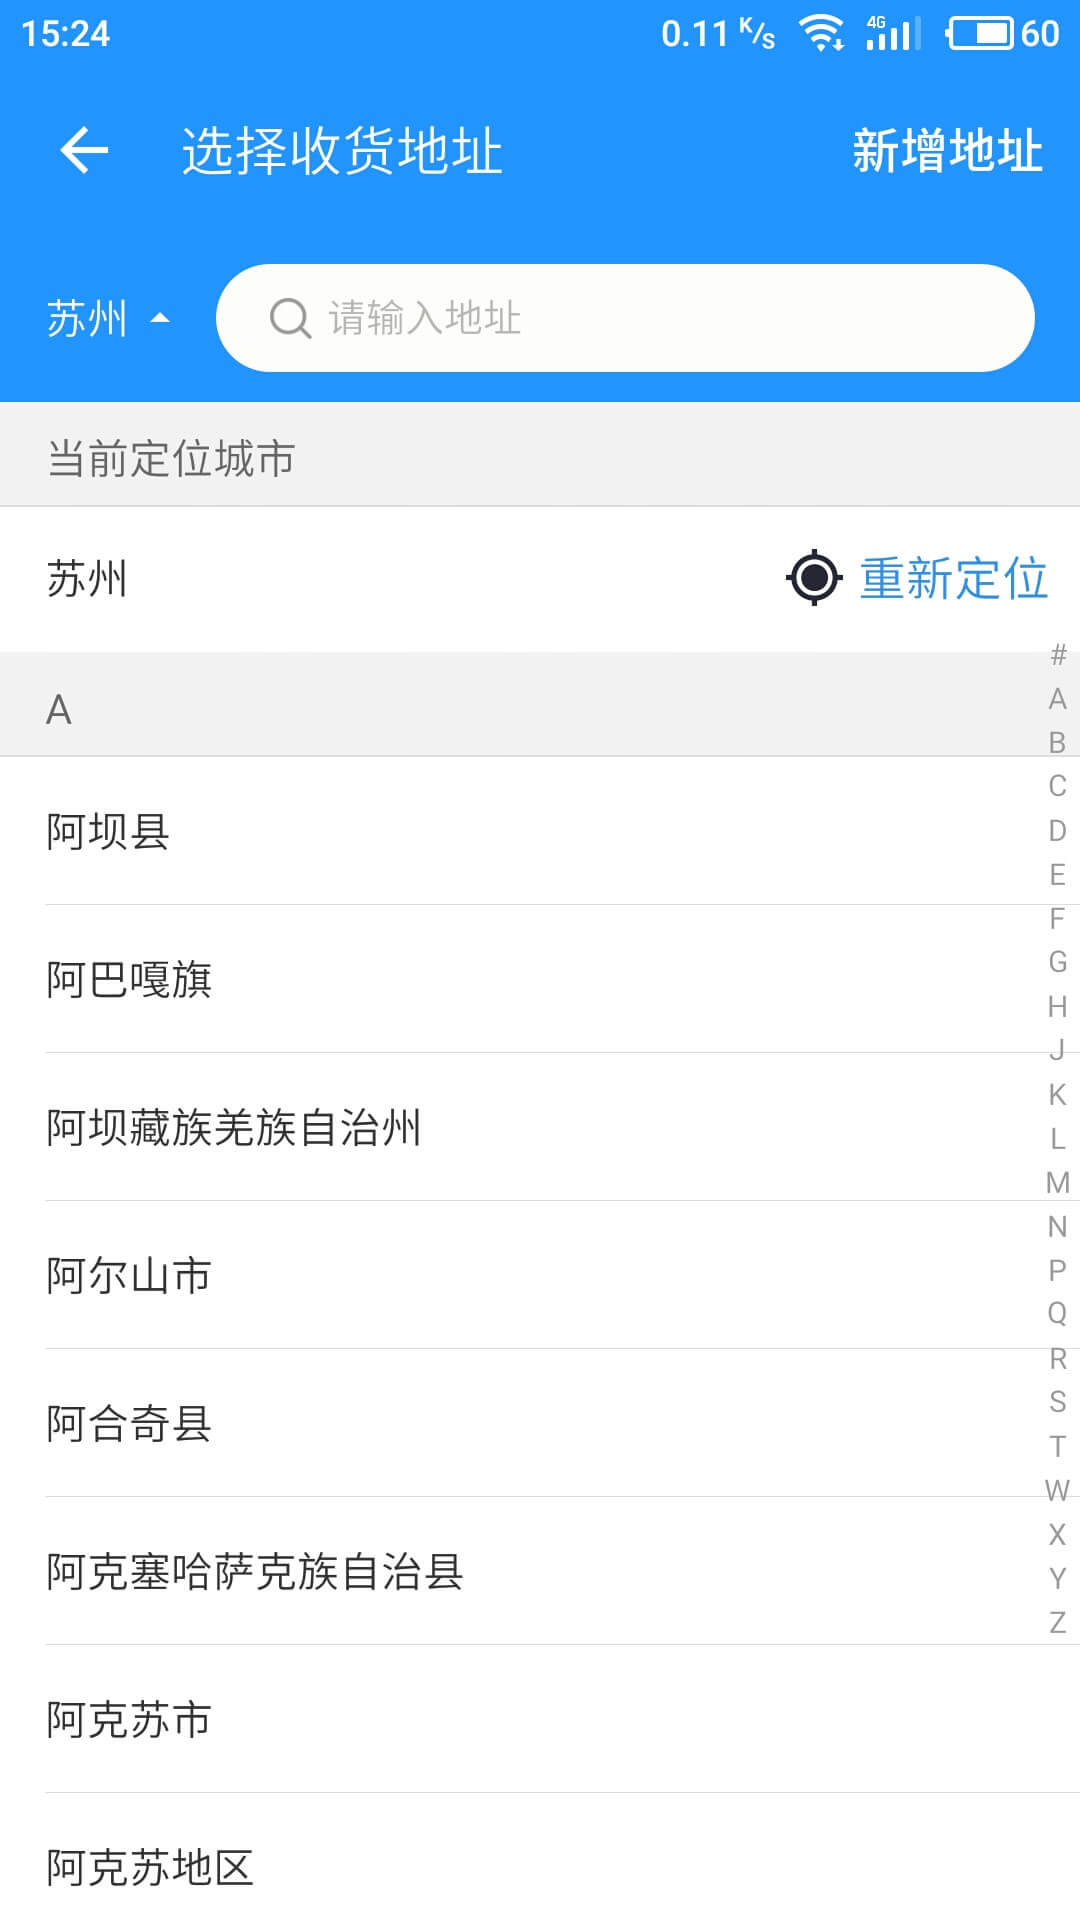 15:24 0.11 K/s 4G 60
选择收货地址 新增地址
苏州 请输入地址
当前定位城市
苏州 重新定位
#
A
A
B
C
阿坝县
D
E
F
阿巴嘎旗
G
H
J
K
阿坝藏族羌族自治州
L
M
N
阿尔山市
P
Q
R
S
阿合奇县
T
W
X
阿克塞哈萨克族自治县
Y
Z
阿克苏市
阿克苏地区